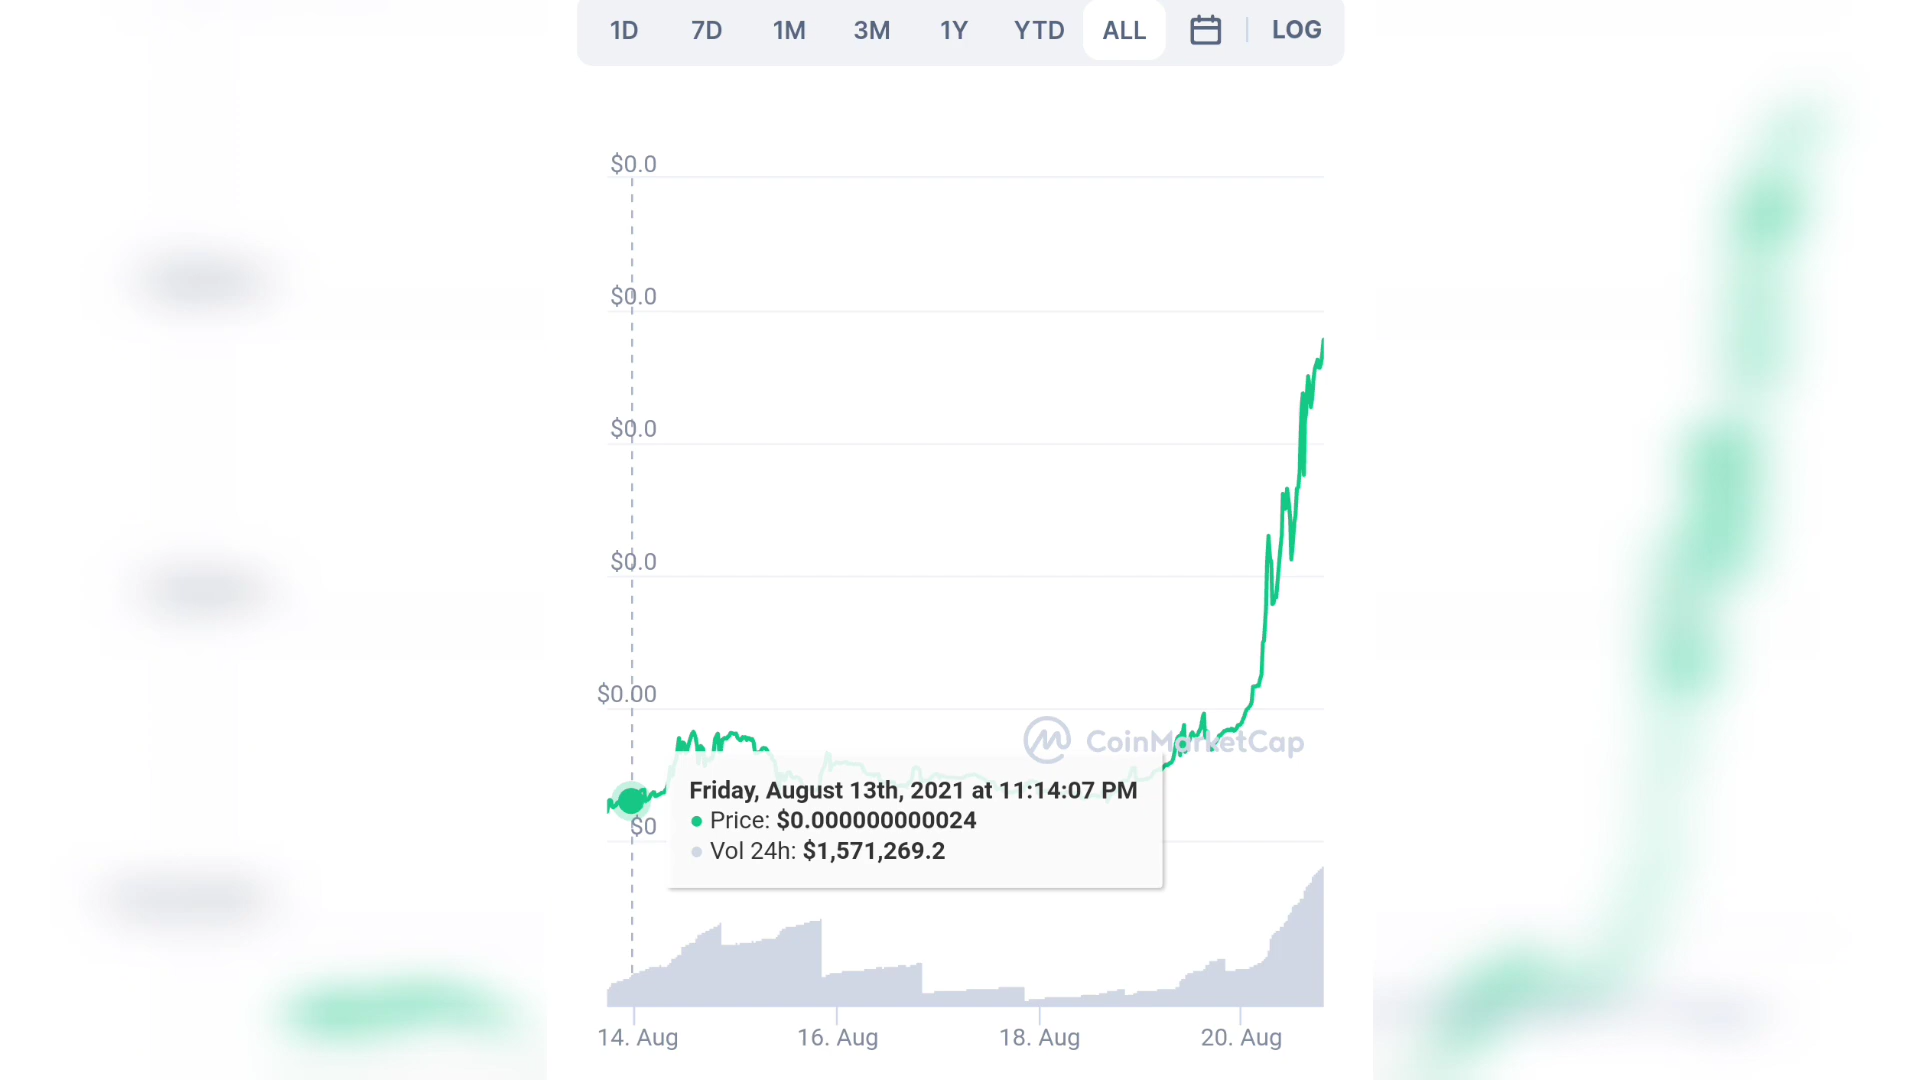 1D 7D 1M 3M 1Y YTD ALL LOG
$0.0
$0.0
$0.0
$0.0
$0.00
CoinMarketCap
Friday, August 13th, 2021 at 11:14:07 PM
Price: $0.000000000024
$0
Vol 24h: $1,571,269.2
14. Aug 16. Aug 18. Aug 20. Aug